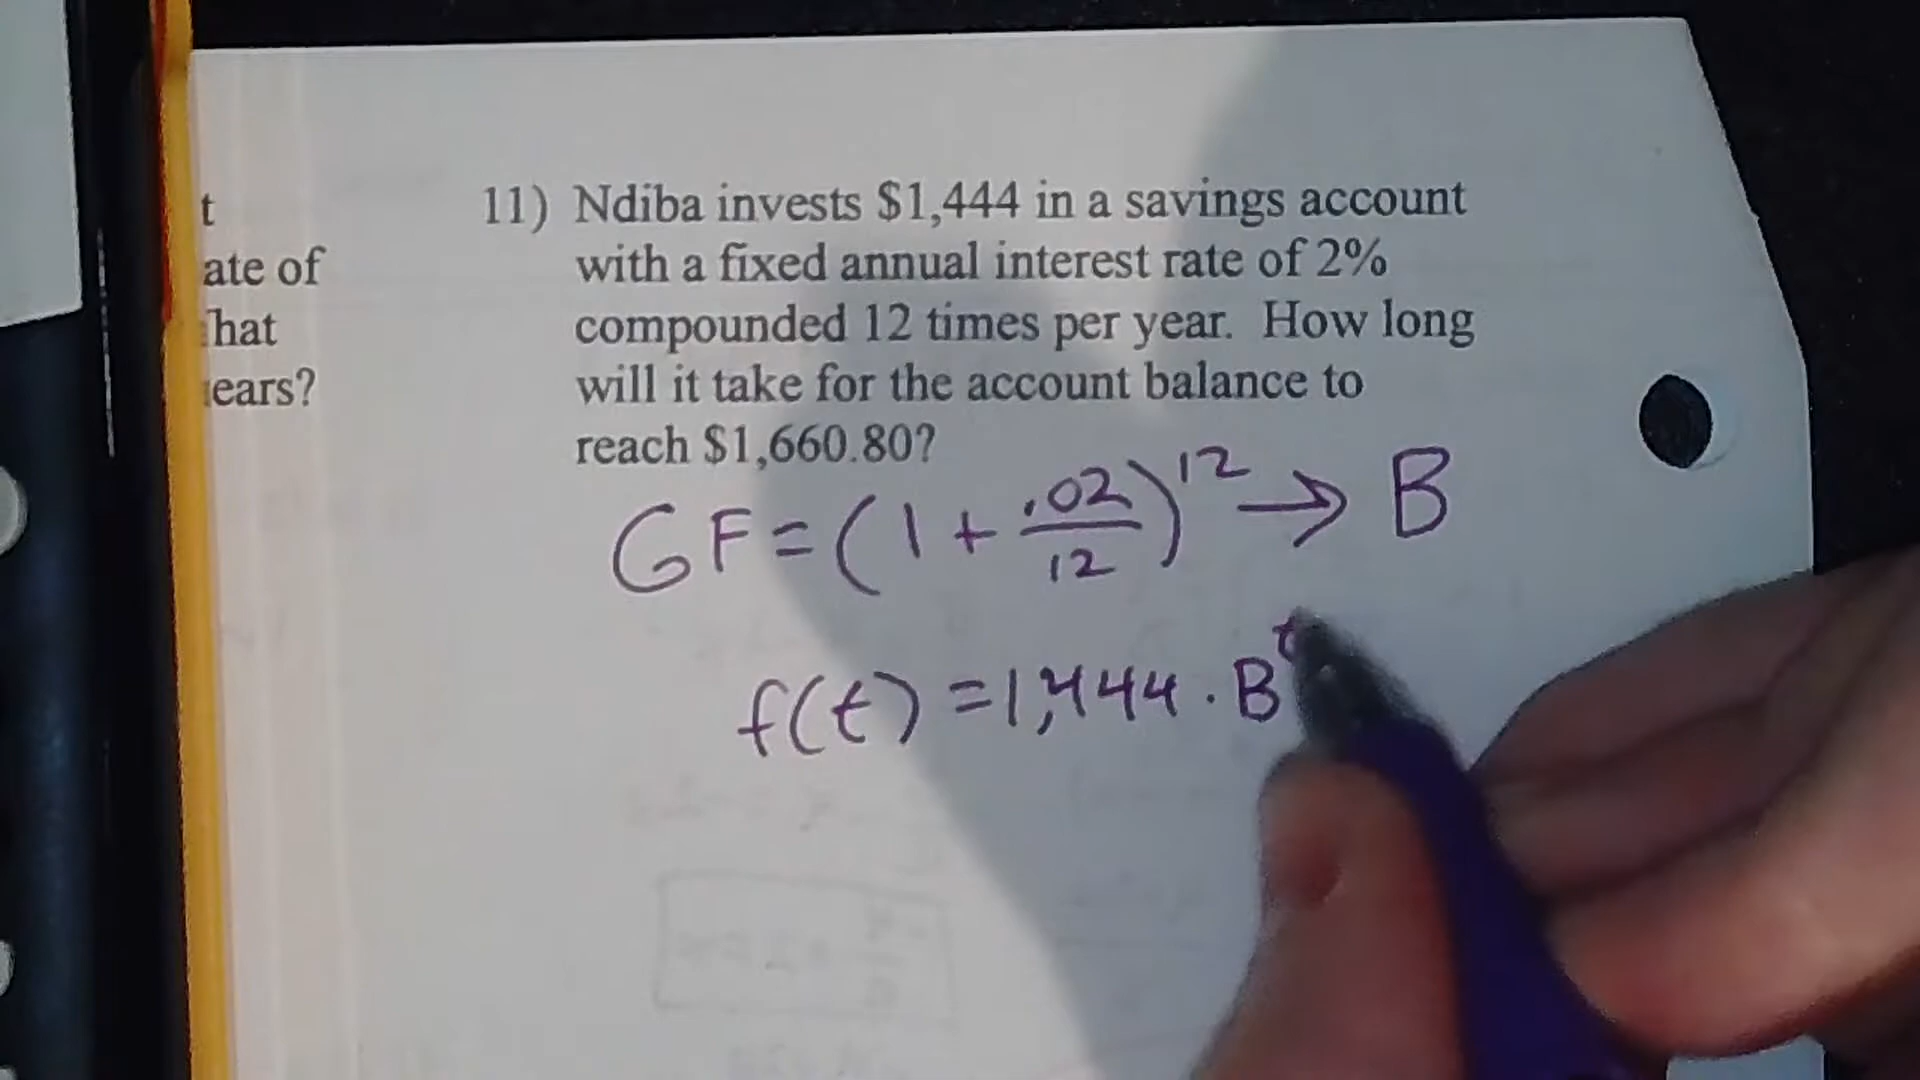 t
ate of
hat
ears?
11) Ndiba invests $1,444 in a savings account
with a fixed annual interest rate of 2%
compounded 12 times per year. How long
will it take for the account balance to
reach $1,660.80?
GF = (1 + .02/12)^12 → B
f(t) = 1,444 · B^t